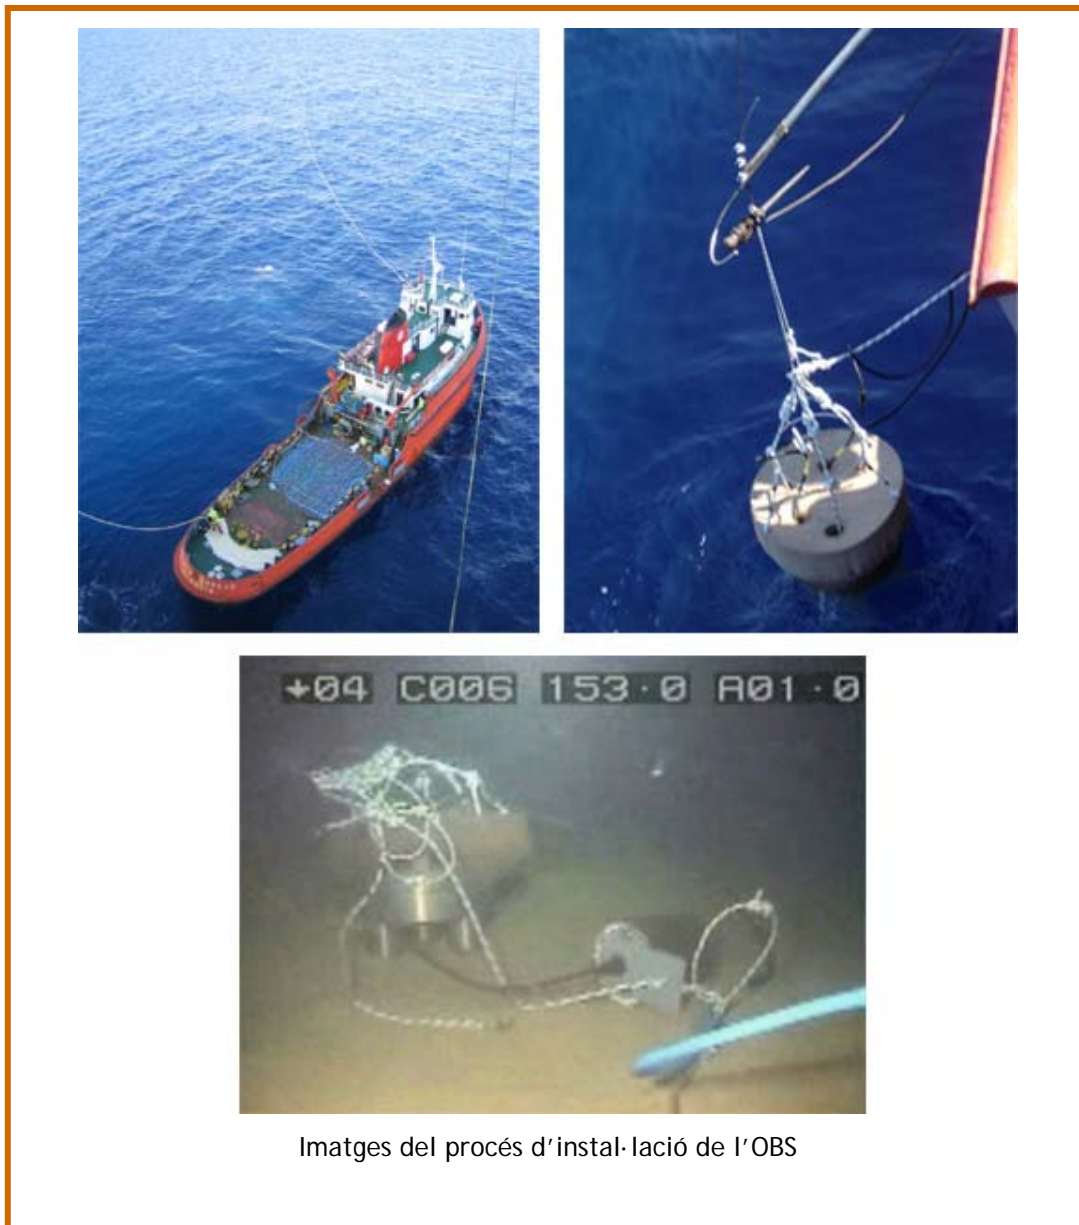 ↓04 C006 153·0 A01·0
Imatges del procés d'instal·lació de l'OBS